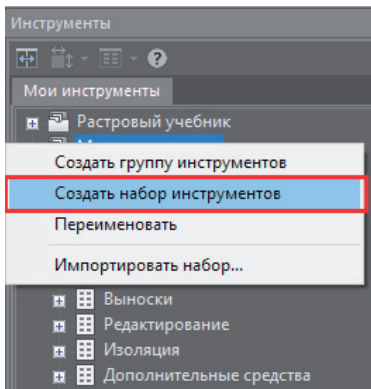 Инструменты
Мои инструменты
Растровый учебник
Создать группу инструментов
Создать набор инструментов
Переименовать
Импортировать набор...
Выноски
Редактирование
Изоляция
Дополнительные средства